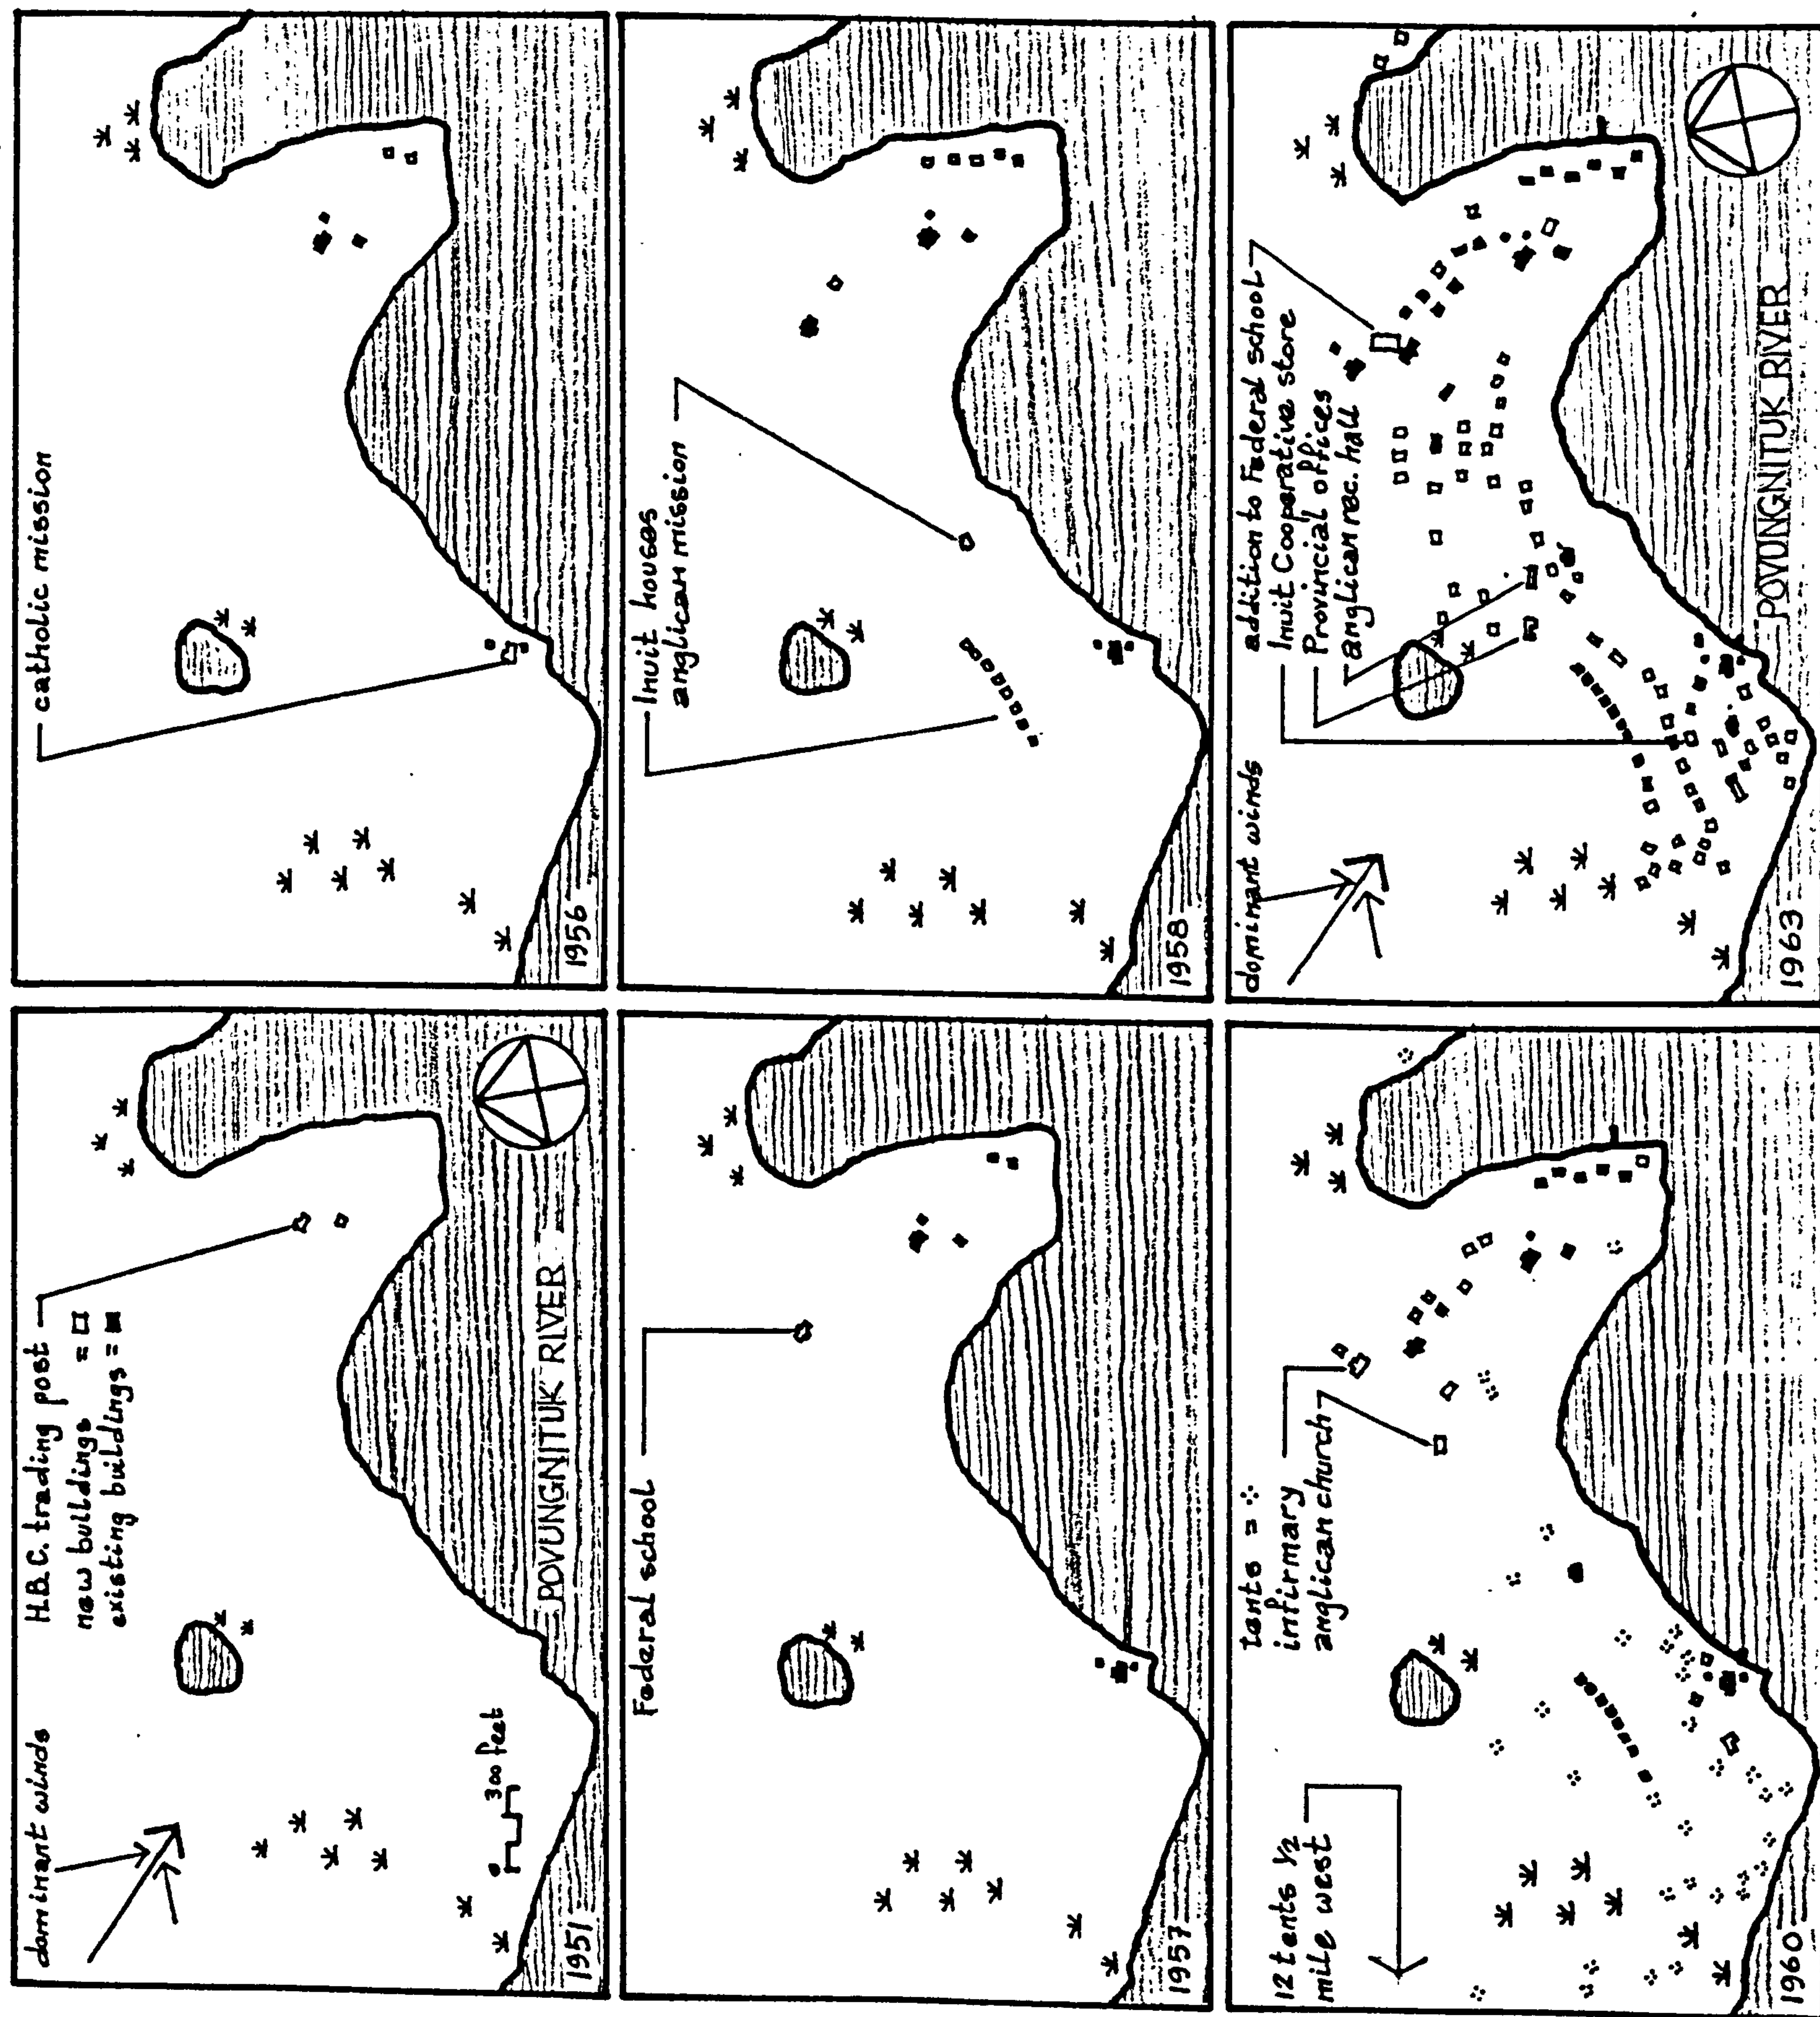 dominant winds
H.B.C. trading post
new buildings =
existing buildings =
POVUNGNITUK RIVER
0 300 feet
1951
catholic mission
1956
Federal school
1957
Inuit houses
anglican mission
1958
tents =
infirmary
anglican church
12 tents 1/2
mile west
1960
dominant winds
addition to Federal school
Inuit Cooperative store
Provincial offices
anglican rec. hall
POVUNGNITUK RIVER
1963